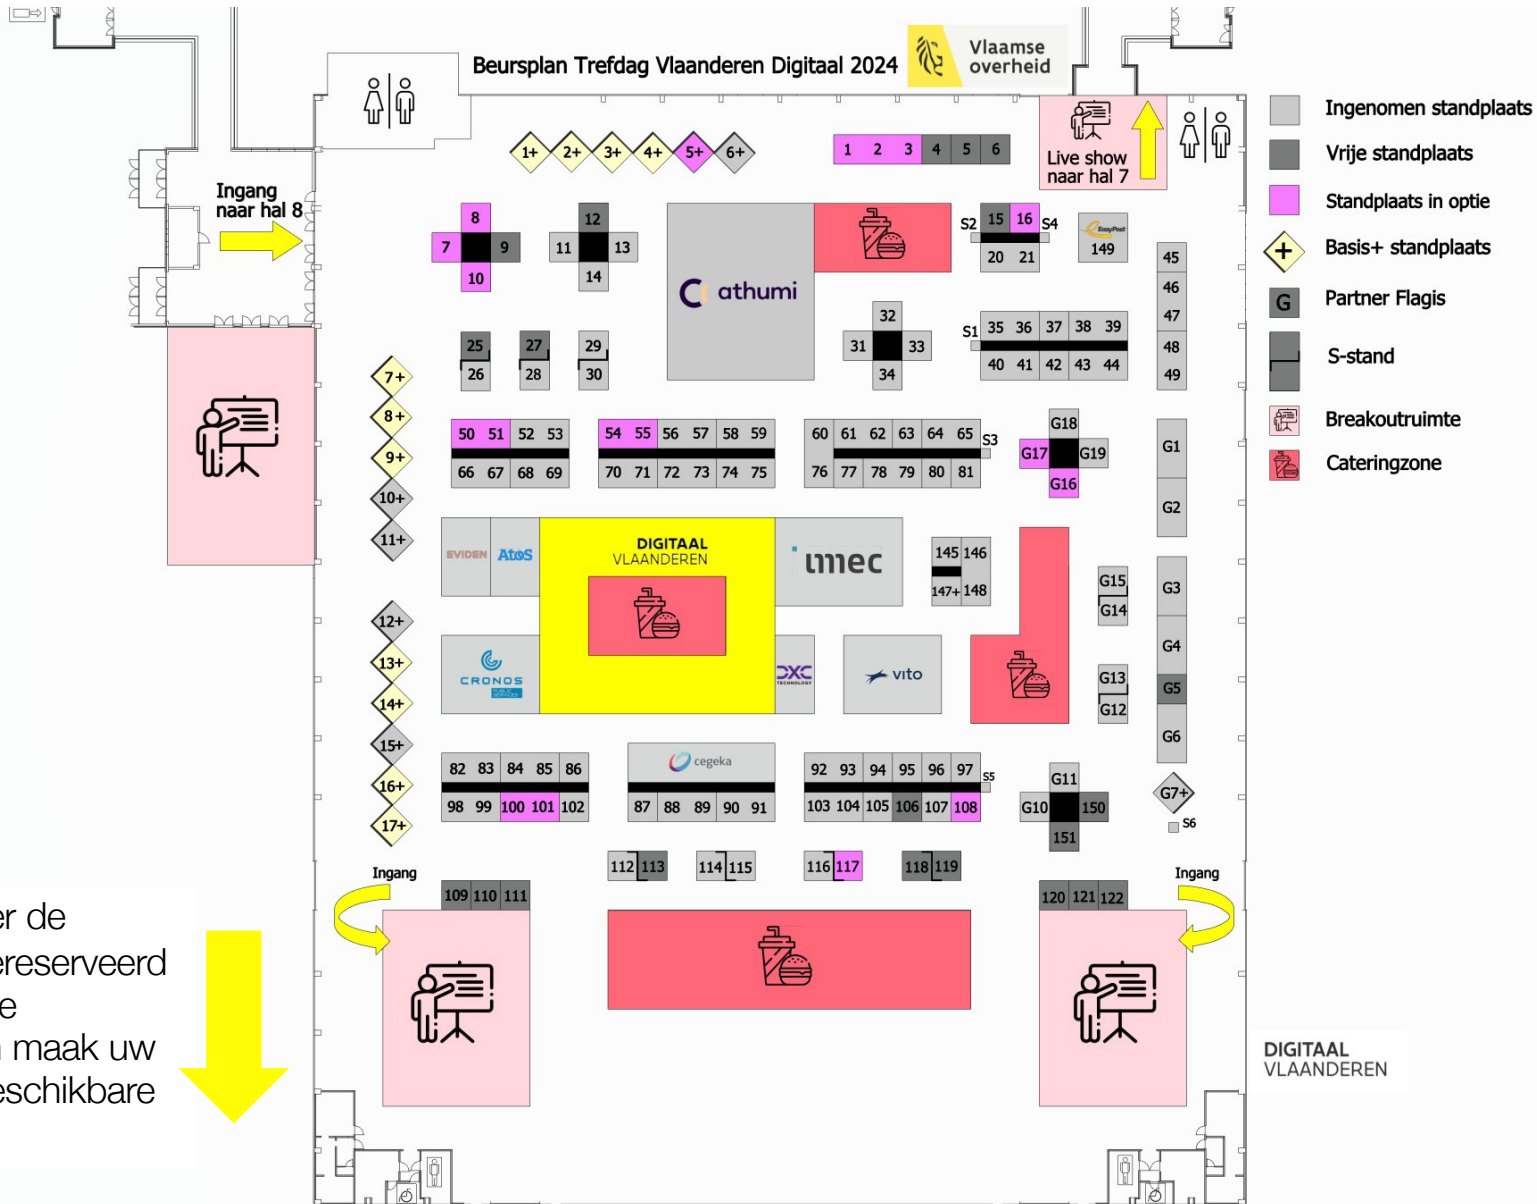 Beursplan Trefdag Vlaanderen Digitaal 2024
Vlaamse
overheid
Ingenomen standplaats
Vrije standplaats
Standplaats in optie
+ Basis+ standplaats
G Partner Flagis
S-stand
Breakoutruimte
Cateringzone
Ingang
naar hal 8
Live show
naar hal 7
1+ 2+ 3+ 4+ 5+ 6+
1 2 3 4 5 6
8
7 9
10
12
11 13
14
athumi
S2 15 16 S4
20 21
EasyPost
149
45
46
47
48
49
25 27 29
26 28 30
32
31 33
34
S1 35 36 37 38 39
40 41 42 43 44
7+
8+
9+
10+
11+
50 51 52 53
66 67 68 69
54 55 56 57 58 59
70 71 72 73 74 75
60 61 62 63 64 65 S3
76 77 78 79 80 81
G18
G17 G19
G16
G1
G2
EVIDEN AtoS
DIGITAAL
VLAANDEREN
imec
145 146
147+ 148
G15
G14
G3
G4
G5
G6
12+
13+
14+
15+
16+
17+
CRONOS
PUBLIC
SERVICES
DXC
TECHNOLOGY
vito
G13
G12
82 83 84 85 86
98 99 100 101 102
cegeka
87 88 89 90 91
92 93 94 95 96 97 S5
103 104 105 106 107 108
G11
G10 150
151
G7+
S6
112 113 114 115 116 117 118 119
Ingang
109 110 111
120 121 122
Ingang
er de
ereserveerd
e
maak uw
eschikbare
DIGITAAL
VLAANDEREN